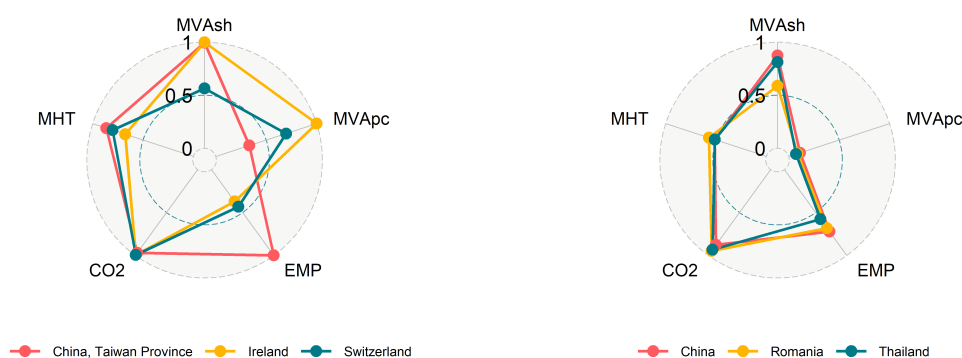 MVAsh
1
0.5
MHT
MVApc
0
CO2
EMP
China, Taiwan Province
Ireland
Switzerland
MVAsh
1
0.5
MHT
MVApc
0
CO2
EMP
China
Romania
Thailand